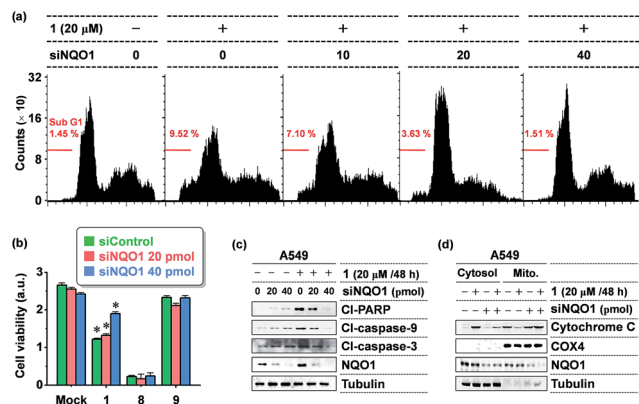 (a)
1 (20 μM) − + + + +
siNQO1 0 0 10 20 40
Counts (× 10)
32
24
16
8
0
Sub G1
1.45 %
9.52 %
7.10 %
3.63 %
1.51 %
(b)
siControl
siNQO1 20 pmol
siNQO1 40 pmol
Cell viability (a.u.)
3
2
1
0
* * *
Mock 1 8 9
(c)
A549
− − − + + + 1 (20 μM /48 h)
0 20 40 0 20 40 siNQO1 (pmol)
Cl-PARP
Cl-caspase-9
Cl-caspase-3
NQO1
Tubulin
(d)
A549
Cytosol Mito.
− + − + − + − + 1 (20 μM /48 h)
− − + + − − + + siNQO1 (pmol)
Cytochrome C
COX4
NQO1
Tubulin